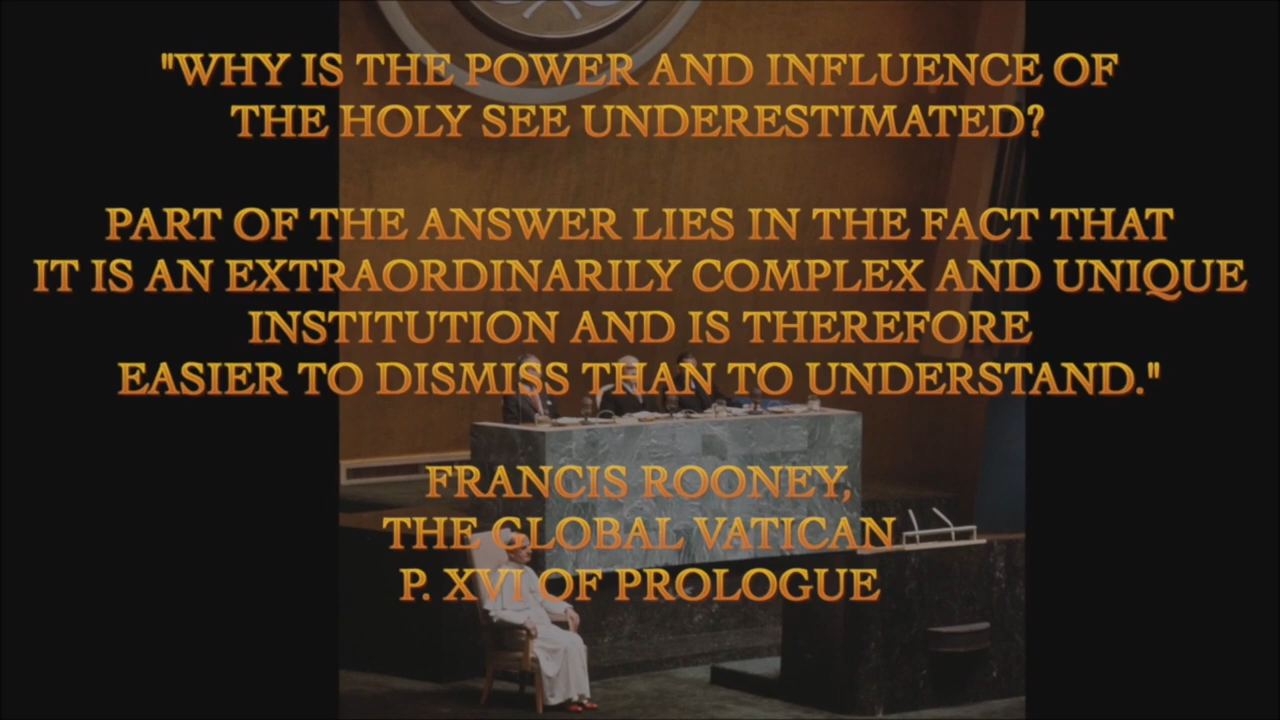 "WHY IS THE POWER AND INFLUENCE OF
THE HOLY SEE UNDERESTIMATED?
PART OF THE ANSWER LIES IN THE FACT THAT
IT IS AN EXTRAORDINARILY COMPLEX AND UNIQUE
INSTITUTION AND IS THEREFORE
EASIER TO DISMISS THAN TO UNDERSTAND."
FRANCIS ROONEY,
THE GLOBAL VATICAN
P. XVI OF PROLOGUE